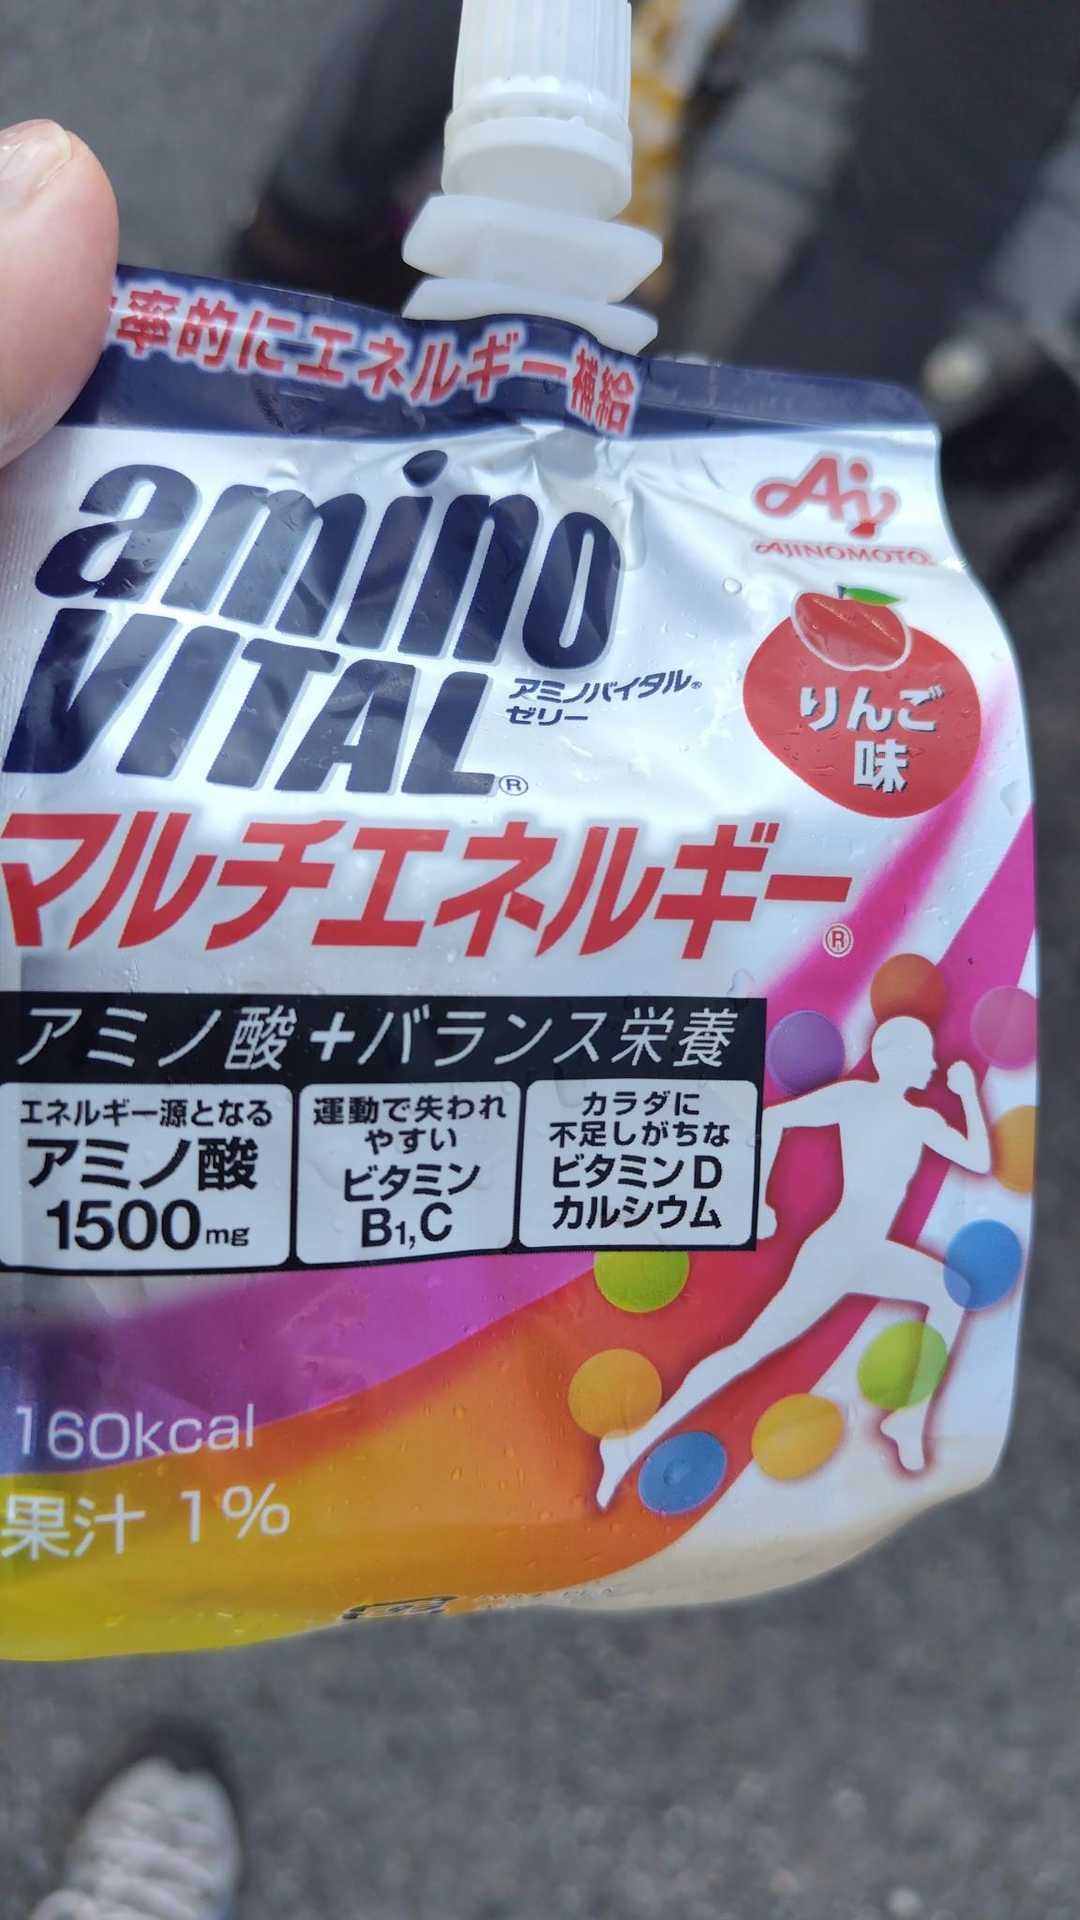 率的にエネルギー補給
Aj
AJINOMOTO®
amino
VITAL®
アミノバイタル®
ゼリー
りんご
味
マルチエネルギー®
アミノ酸+バランス栄養
エネルギー源となる
アミノ酸
1500mg
運動で失われ
やすい
ビタミン
B1,C
カラダに
不足しがちな
ビタミンD
カルシウム
160kcal
果汁 1%